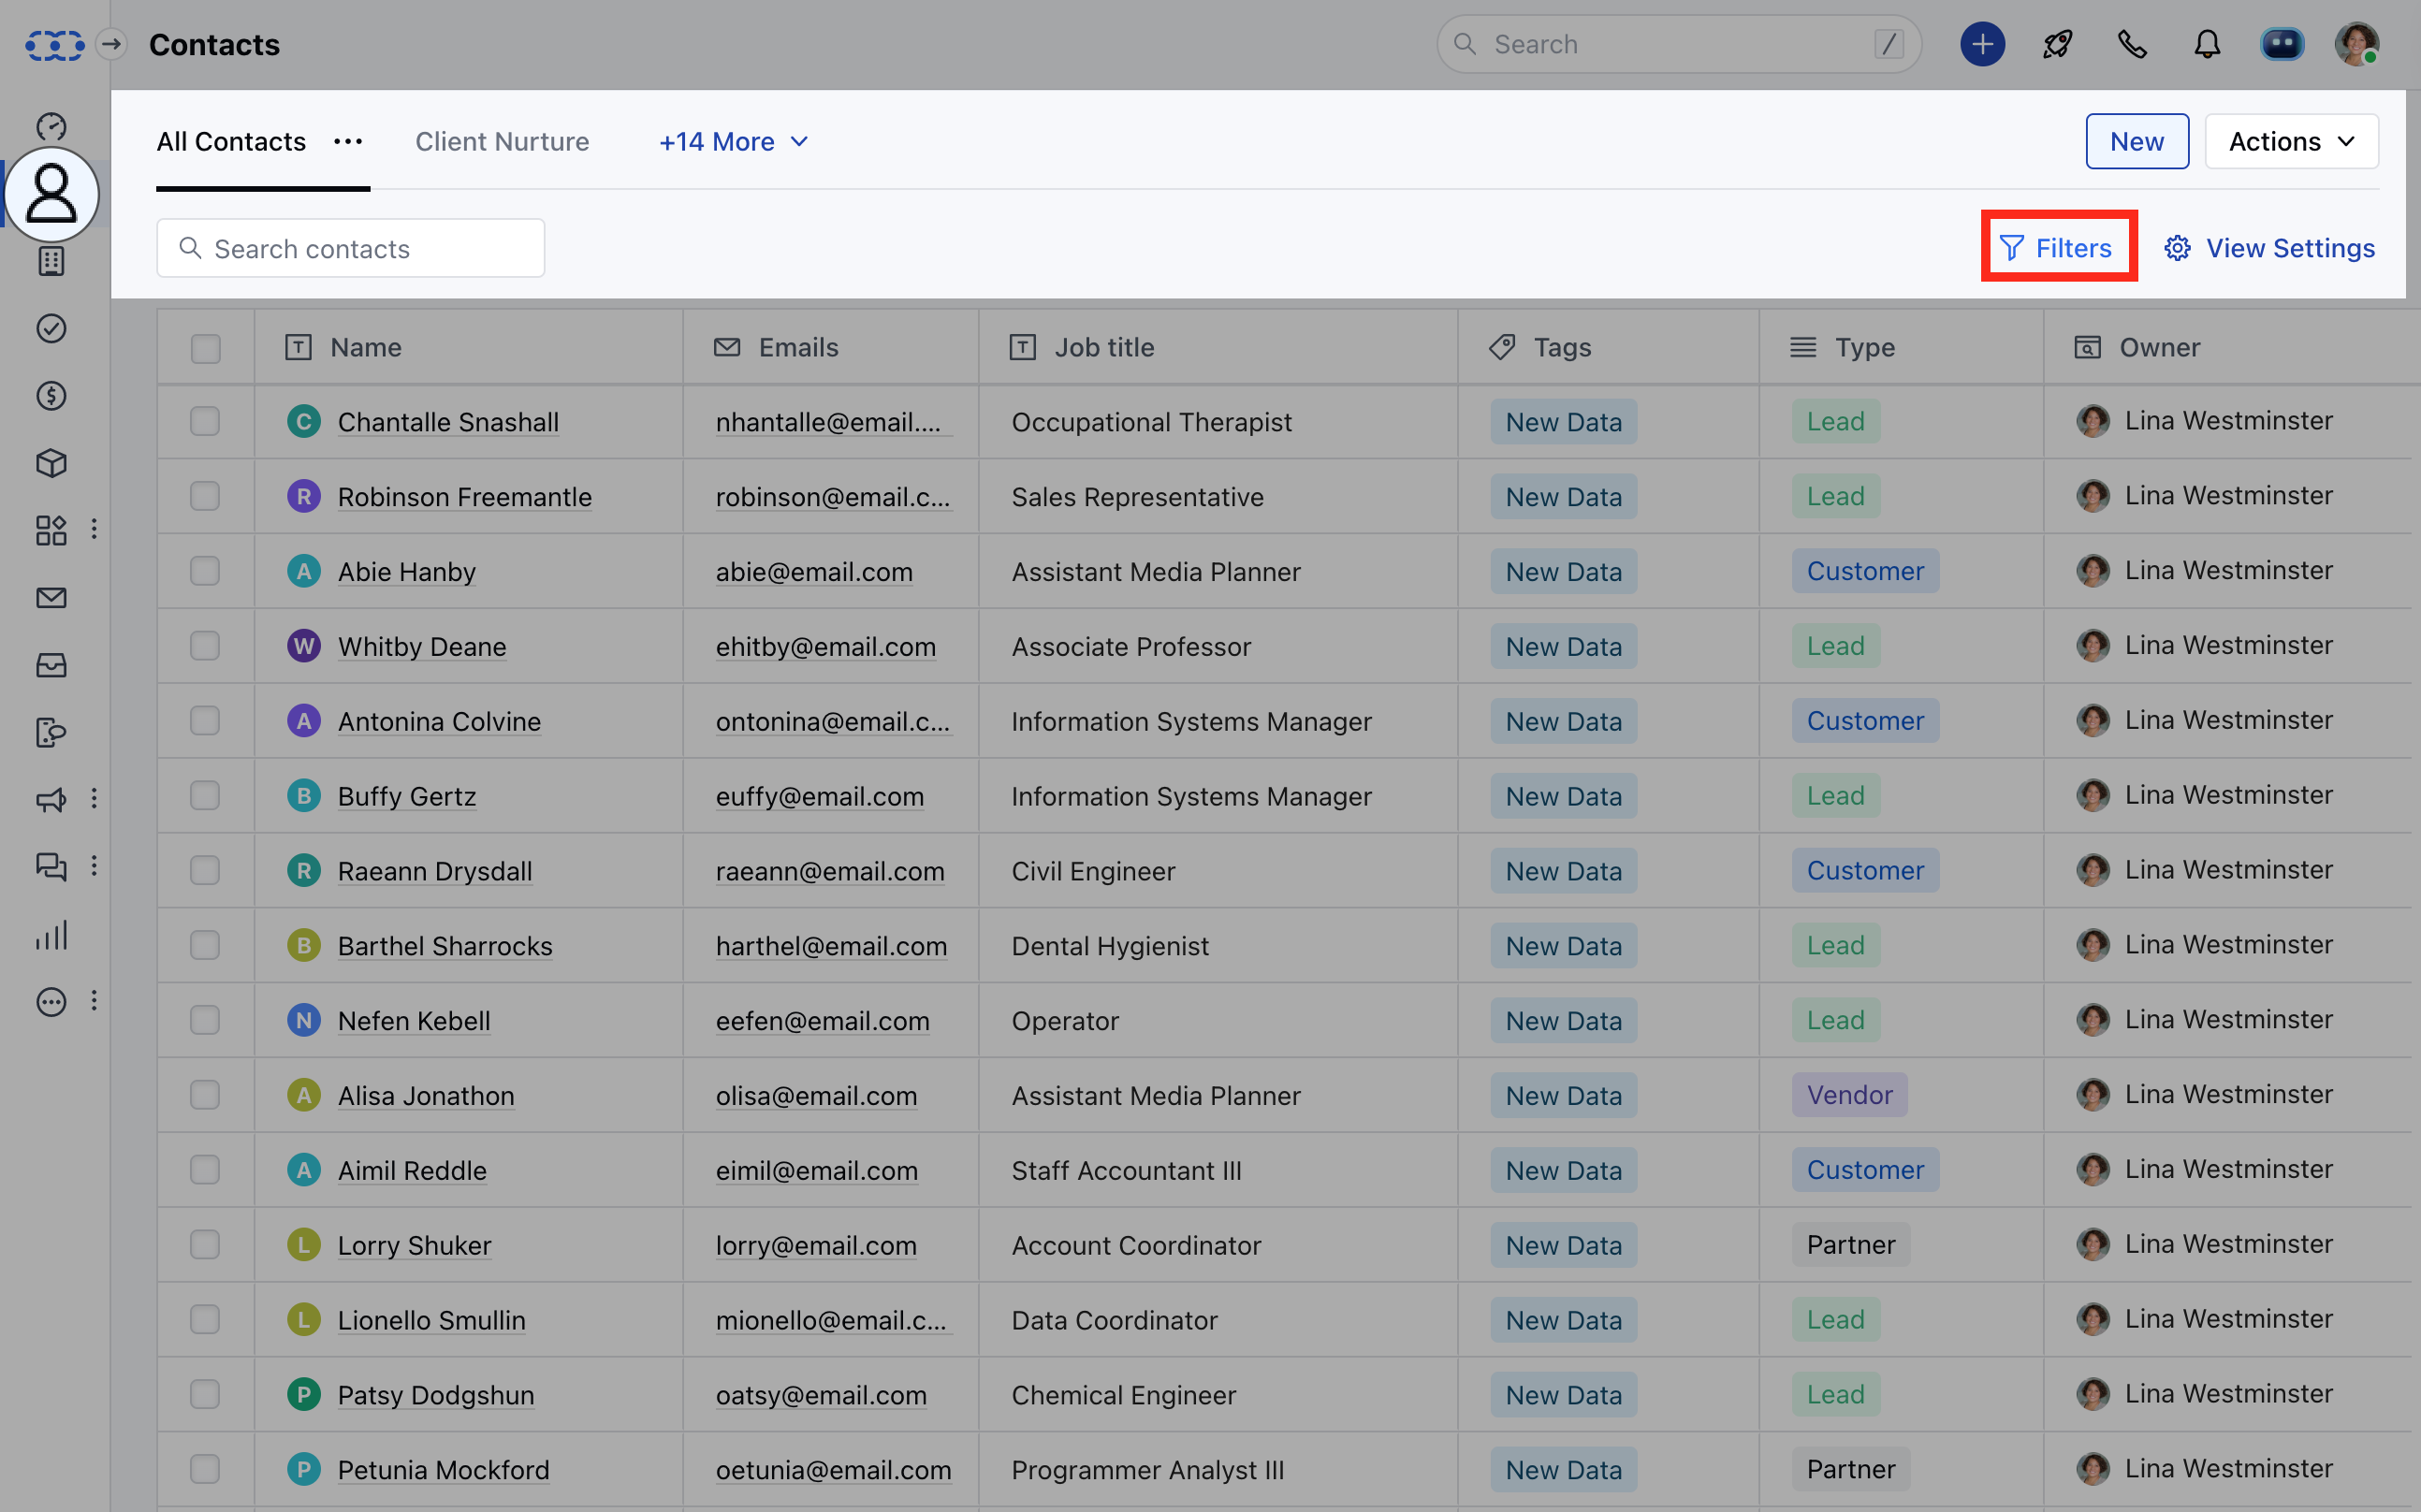 Contacts
Search /
All Contacts ••• Client Nurture +14 More New Actions
Search contacts Filters View Settings
T Name Emails T Job title Tags Type Owner
C Chantalle Snashall nhantalle@email.... Occupational Therapist New Data Lead Lina Westminster
R Robinson Freemantle robinson@email.c... Sales Representative New Data Lead Lina Westminster
A Abie Hanby abie@email.com Assistant Media Planner New Data Customer Lina Westminster
W Whitby Deane ehitby@email.com Associate Professor New Data Lead Lina Westminster
A Antonina Colvine ontonina@email.c... Information Systems Manager New Data Customer Lina Westminster
B Buffy Gertz euffy@email.com Information Systems Manager New Data Lead Lina Westminster
R Raeann Drysdall raeann@email.com Civil Engineer New Data Customer Lina Westminster
B Barthel Sharrocks harthel@email.com Dental Hygienist New Data Lead Lina Westminster
N Nefen Kebell eefen@email.com Operator New Data Lead Lina Westminster
A Alisa Jonathon olisa@email.com Assistant Media Planner New Data Vendor Lina Westminster
A Aimil Reddle eimil@email.com Staff Accountant III New Data Customer Lina Westminster
L Lorry Shuker lorry@email.com Account Coordinator New Data Partner Lina Westminster
L Lionello Smullin mionello@email.c... Data Coordinator New Data Lead Lina Westminster
P Patsy Dodgshun oatsy@email.com Chemical Engineer New Data Lead Lina Westminster
P Petunia Mockford oetunia@email.com Programmer Analyst III New Data Partner Lina Westminster